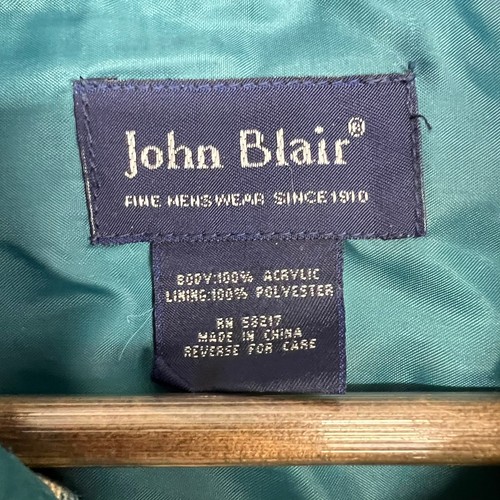 John Blair®
FINE MENSWEAR SINCE 1910
BODY:100% ACRYLIC
LINING:100% POLYESTER
RN 58217
MADE IN CHINA
REVERSE FOR CARE